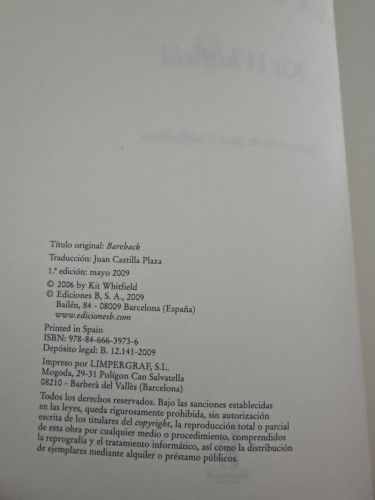 Kit Whitfield
Título original: Bareback
Traducción: Juan Castilla Plaza
1.ª edición: mayo 2009
© 2006 by Kit Whitfield
© Ediciones B, S. A., 2009
Bailén, 84 - 08009 Barcelona (España)
www.edicionesb.com
Printed in Spain
ISBN: 978-84-666-3973-6
Depósito legal: B. 12.141-2009
Impreso por LIMPERGRAF, S.L.
Mogoda, 29-31 Polígon Can Salvatella
08210 - Barberà del Vallès (Barcelona)
Todos los derechos reservados. Bajo las sanciones establecidas
en las leyes, queda rigurosamente prohibida, sin autorización
escrita de los titulares del copyright, la reproducción total o parcial
de esta obra por cualquier medio o procedimiento, comprendidos
la reprografía y el tratamiento informático, así como la distribución
de ejemplares mediante alquiler o préstamo públicos.